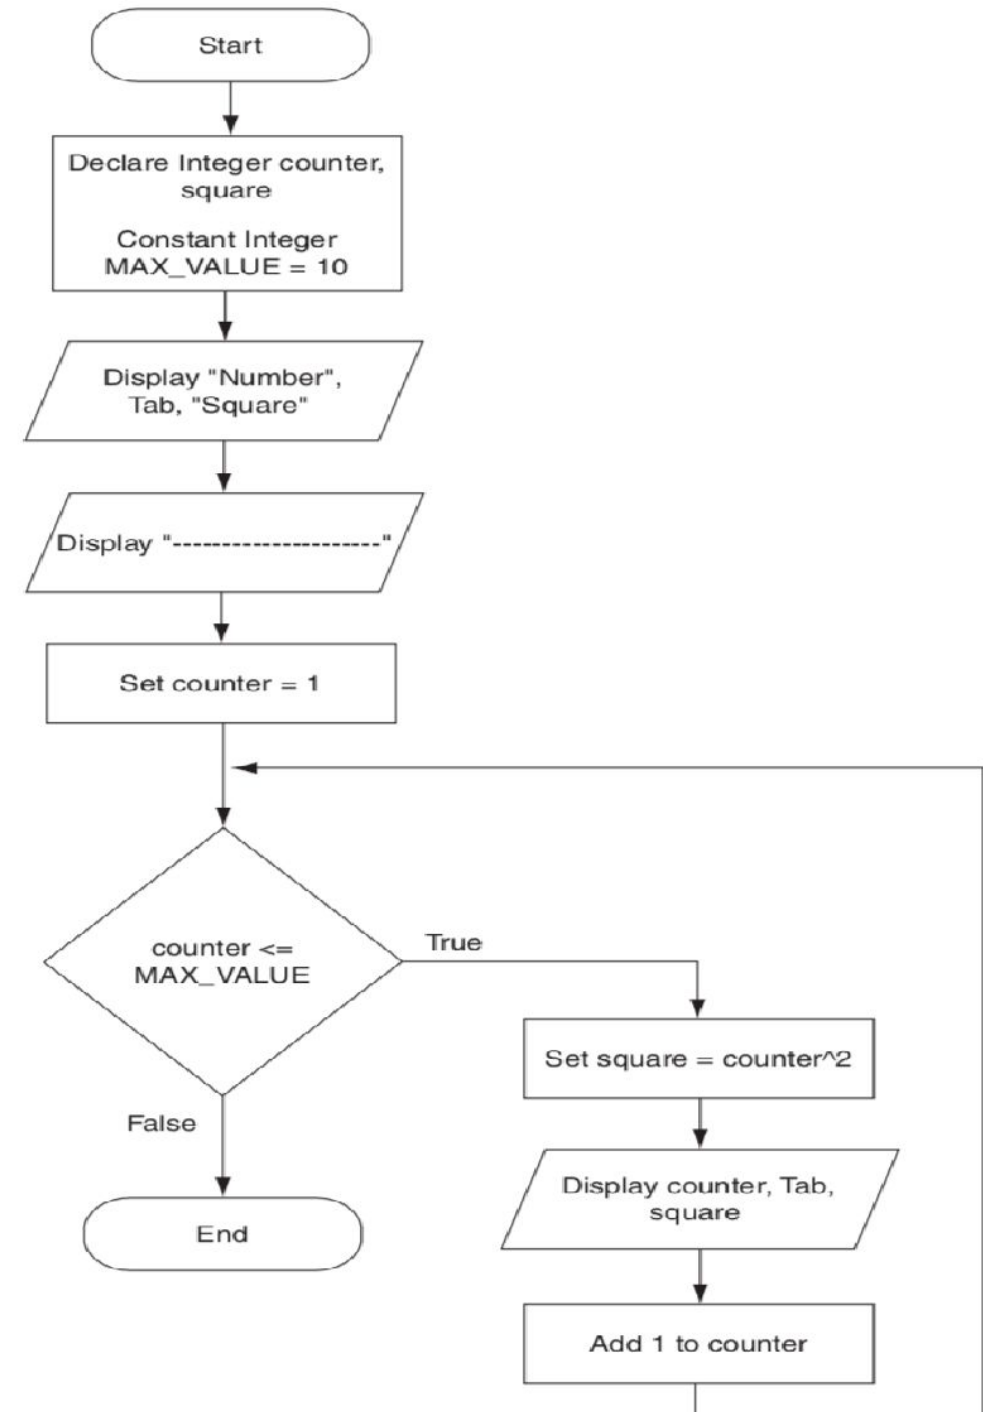 Start
Declare Integer counter,
square
Constant Integer
MAX_VALUE = 10
Display "Number",
Tab, "Square"
Display "---------------------"
Set counter = 1
counter <=
MAX_VALUE
True
Set square = counter^2
False
Display counter, Tab,
square
End
Add 1 to counter